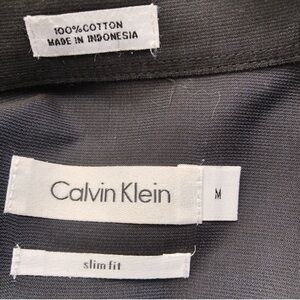 100%COTTON
MADE IN INDONESIA
Calvin Klein
M
slim fit